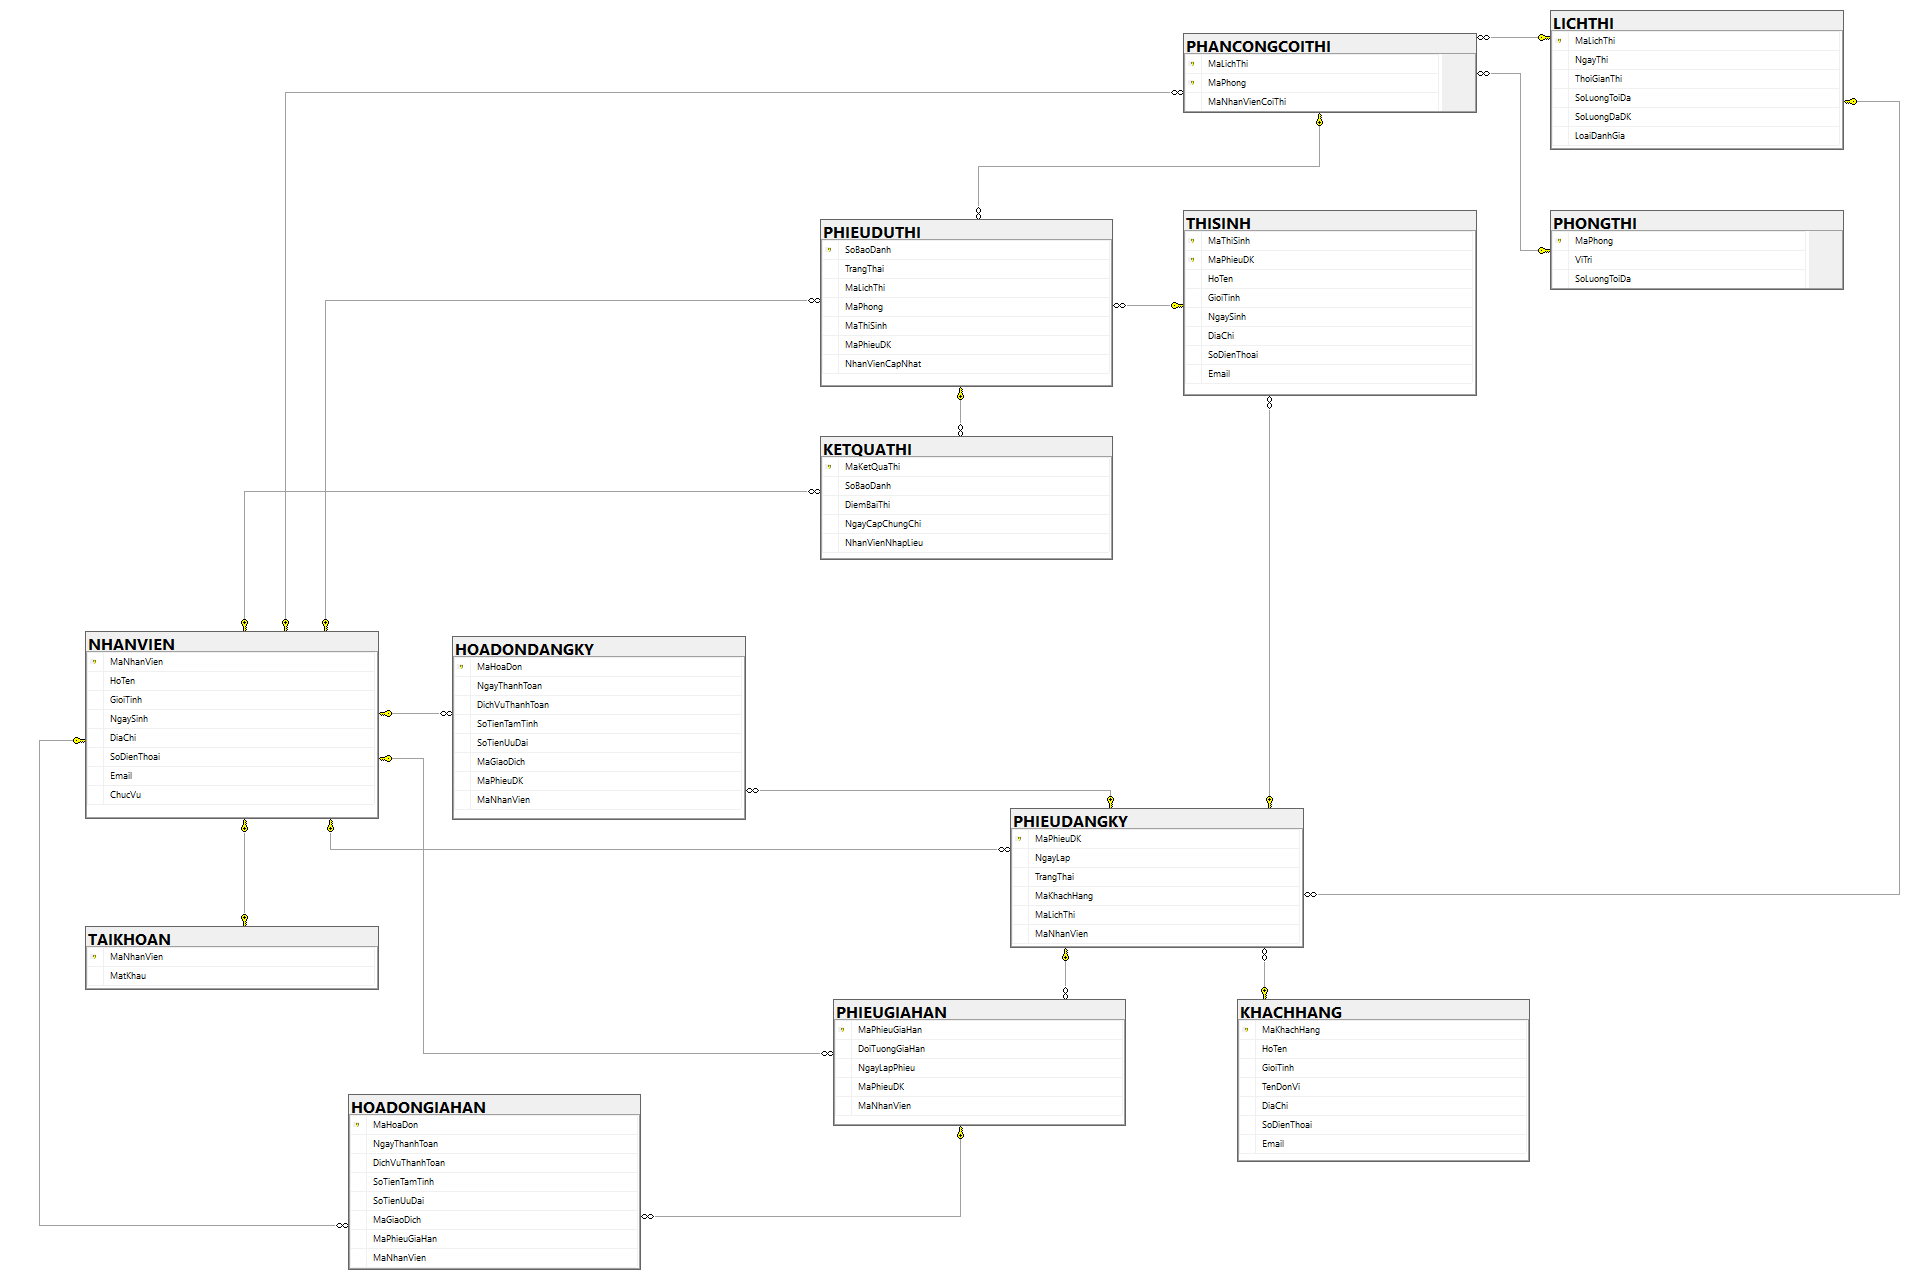 PHANCONGCOITHI
MaLichThi
MaPhong
MaNhanVienCoiThi
LICHTHI
MaLichThi
NgayThi
ThoiGianThi
SoLuongToiDa
SoLuongDaDK
LoaiDanhGia
PHIEUDUTHI
SoBaoDanh
TrangThai
MaLichThi
MaPhong
MaThiSinh
MaPhieuDK
NhanVienCapNhat
THISINH
MaThiSinh
MaPhieuDK
HoTen
GioiTinh
NgaySinh
DiaChi
SoDienThoai
Email
PHONGTHI
MaPhong
ViTri
SoLuongToiDa
KETQUATHI
MaKetQuaThi
SoBaoDanh
DiemBaiThi
NgayCapChungChi
NhanVienNhapLieu
NHANVIEN
MaNhanVien
HoTen
GioiTinh
NgaySinh
DiaChi
SoDienThoai
Email
ChucVu
HOADONDANGKY
MaHoaDon
NgayThanhToan
DichVuThanhToan
SoTienTamTinh
SoTienUuDai
MaGiaoDich
MaPhieuDK
MaNhanVien
PHIEUDANGKY
MaPhieuDK
NgayLap
TrangThai
MaKhachHang
MaLichThi
MaNhanVien
TAIKHOAN
MaNhanVien
MatKhau
PHIEUGIAHAN
MaPhieuGiaHan
DoiTuongGiaHan
NgayLapPhieu
MaPhieuDK
MaNhanVien
KHACHHANG
MaKhachHang
HoTen
GioiTinh
TenDonVi
DiaChi
SoDienThoai
Email
HOADONGIAHAN
MaHoaDon
NgayThanhToan
DichVuThanhToan
SoTienTamTinh
SoTienUuDai
MaGiaoDich
MaPhieuGiaHan
MaNhanVien